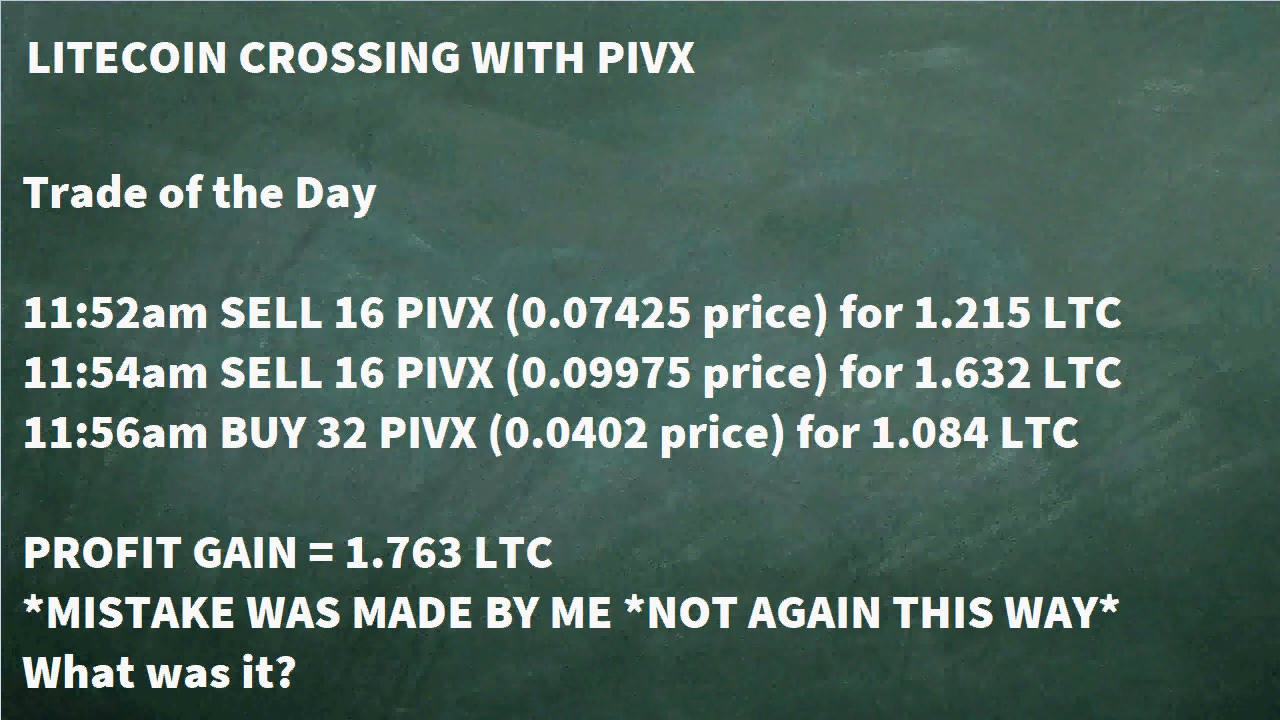 LITECOIN CROSSING WITH PIVX
Trade of the Day
11:52am SELL 16 PIVX (0.07425 price) for 1.215 LTC
11:54am SELL 16 PIVX (0.09975 price) for 1.632 LTC
11:56am BUY 32 PIVX (0.0402 price) for 1.084 LTC
PROFIT GAIN = 1.763 LTC
*MISTAKE WAS MADE BY ME *NOT AGAIN THIS WAY*
What was it?